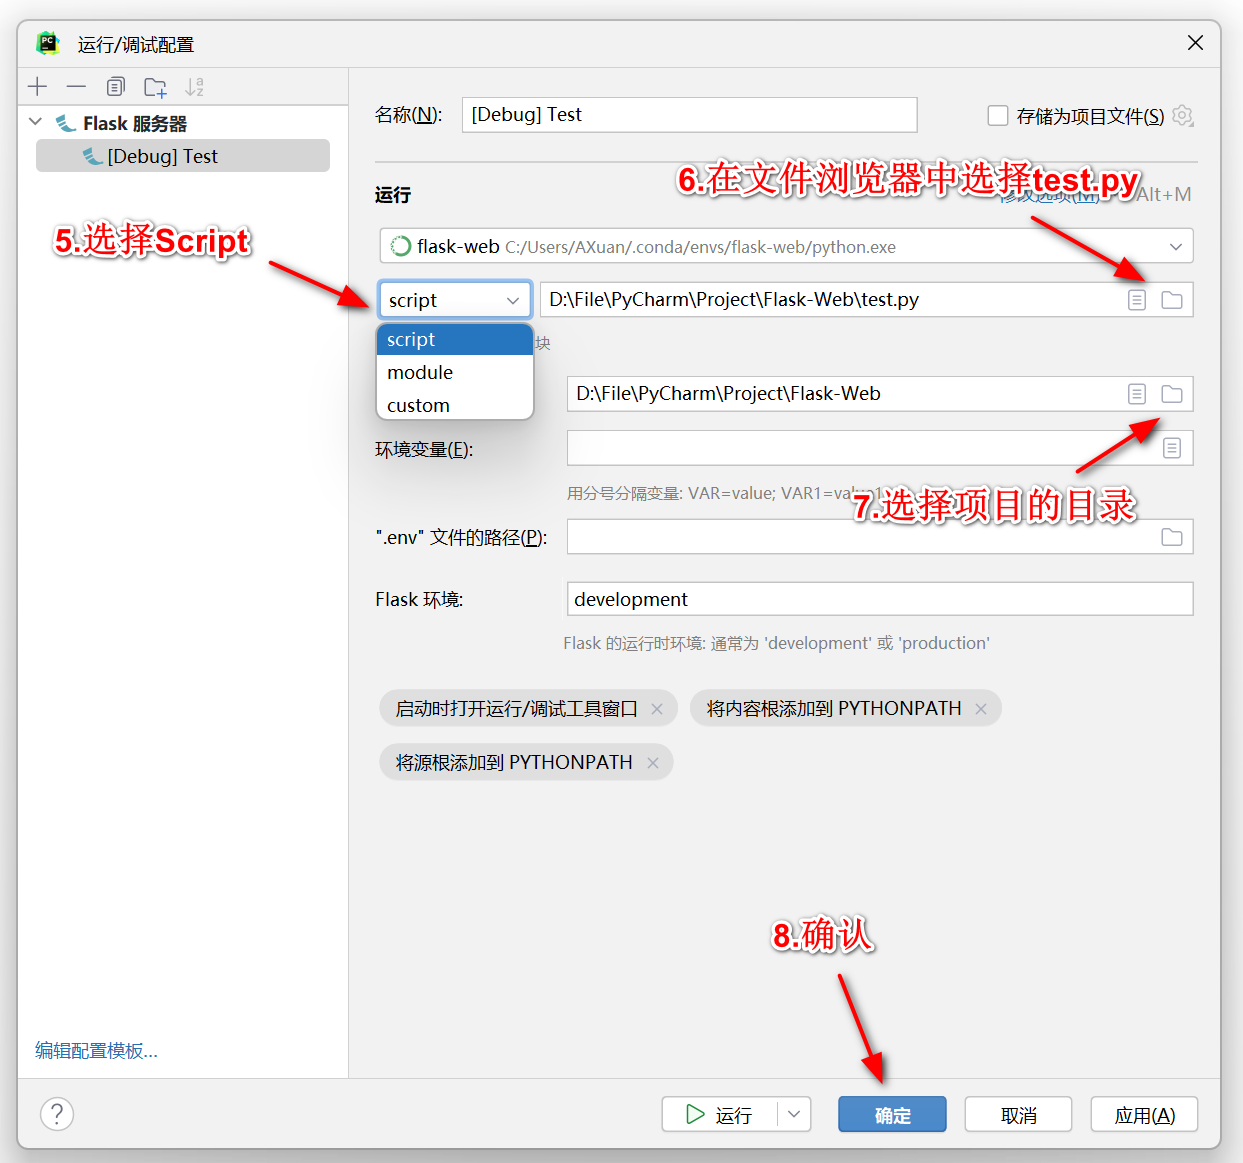 运行/调试配置
Flask 服务器
[Debug] Test
名称(N):
[Debug] Test
存储为项目文件(S)
6.在文件浏览器中选择test.py
运行
修改选项(M)
Alt+M
5.选择Script
flask-web C:/Users/AXuan/.conda/envs/flask-web/python.exe
script
D:\File\PyCharm\Project\Flask-Web\test.py
script
块
module
D:\File\PyCharm\Project\Flask-Web
custom
环境变量(E):
用分号分隔变量: VAR=value; VAR1=value1
7.选择项目的目录
".env" 文件的路径(P):
Flask 环境:
development
Flask 的运行时环境: 通常为 'development' 或 'production'
启动时打开运行/调试工具窗口
将内容根添加到 PYTHONPATH
将源根添加到 PYTHONPATH
8.确认
编辑配置模板...
运行
确定
取消
应用(A)